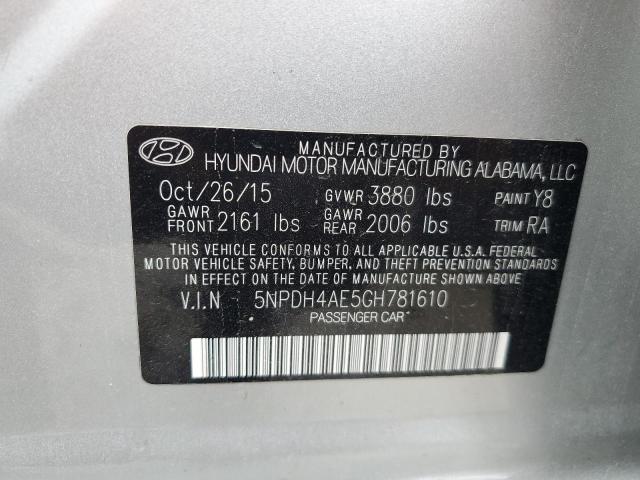 MANUFACTURED BY
HYUNDAI MOTOR MANUFACTURING ALABAMA, LLC
Oct/26/15 GVWR 3880 lbs PAINT Y8
GAWR FRONT 2161 lbs GAWR REAR 2006 lbs TRIM RA
THIS VEHICLE CONFORMS TO ALL APPLICABLE U.S.A. FEDERAL
MOTOR VEHICLE SAFETY, BUMPER, AND THEFT PREVENTION STANDARDS
IN EFFECT ON THE DATE OF MANUFACTURE SHOWN ABOVE.
V.I.N 5NPDH4AE5GH781610
PASSENGER CAR